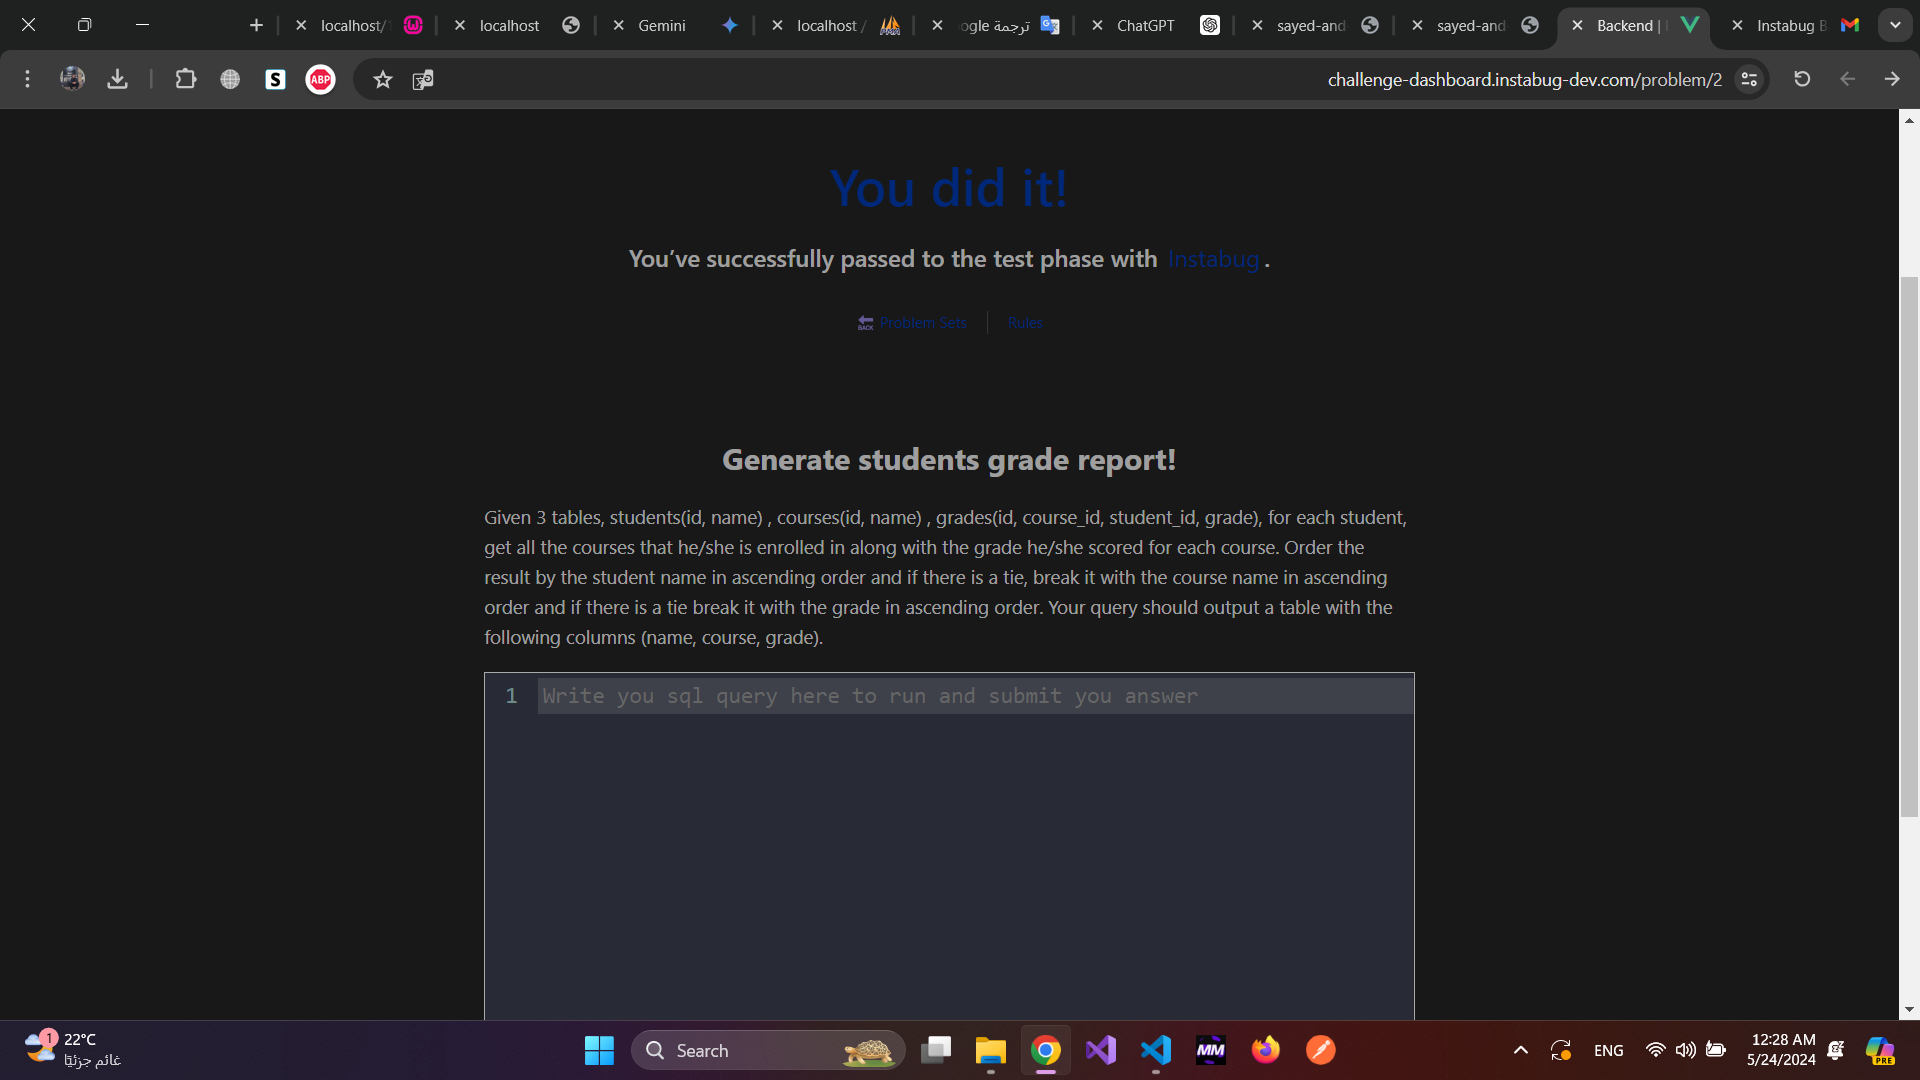 localhost/
localhost
Gemini
localhost /
ترجمة ogle
ChatGPT
sayed-and
sayed-and
Backend |
Instabug B
ABP
challenge-dashboard.instabug-dev.com/problem/2
You did it!
You’ve successfully passed to the test phase with Instabug .
BACK Problem Sets
Rules
Generate students grade report!
Given 3 tables, students(id, name) , courses(id, name) , grades(id, course_id, student_id, grade), for each student,
get all the courses that he/she is enrolled in along with the grade he/she scored for each course. Order the
result by the student name in ascending order and if there is a tie, break it with the course name in ascending
order and if there is a tie break it with the grade in ascending order. Your query should output a table with the
following columns (name, course, grade).
1 Write you sql query here to run and submit you answer
1
22°C
غائم جزئيًا
Search
MM
ENG
12:28 AM
5/24/2024
PRE